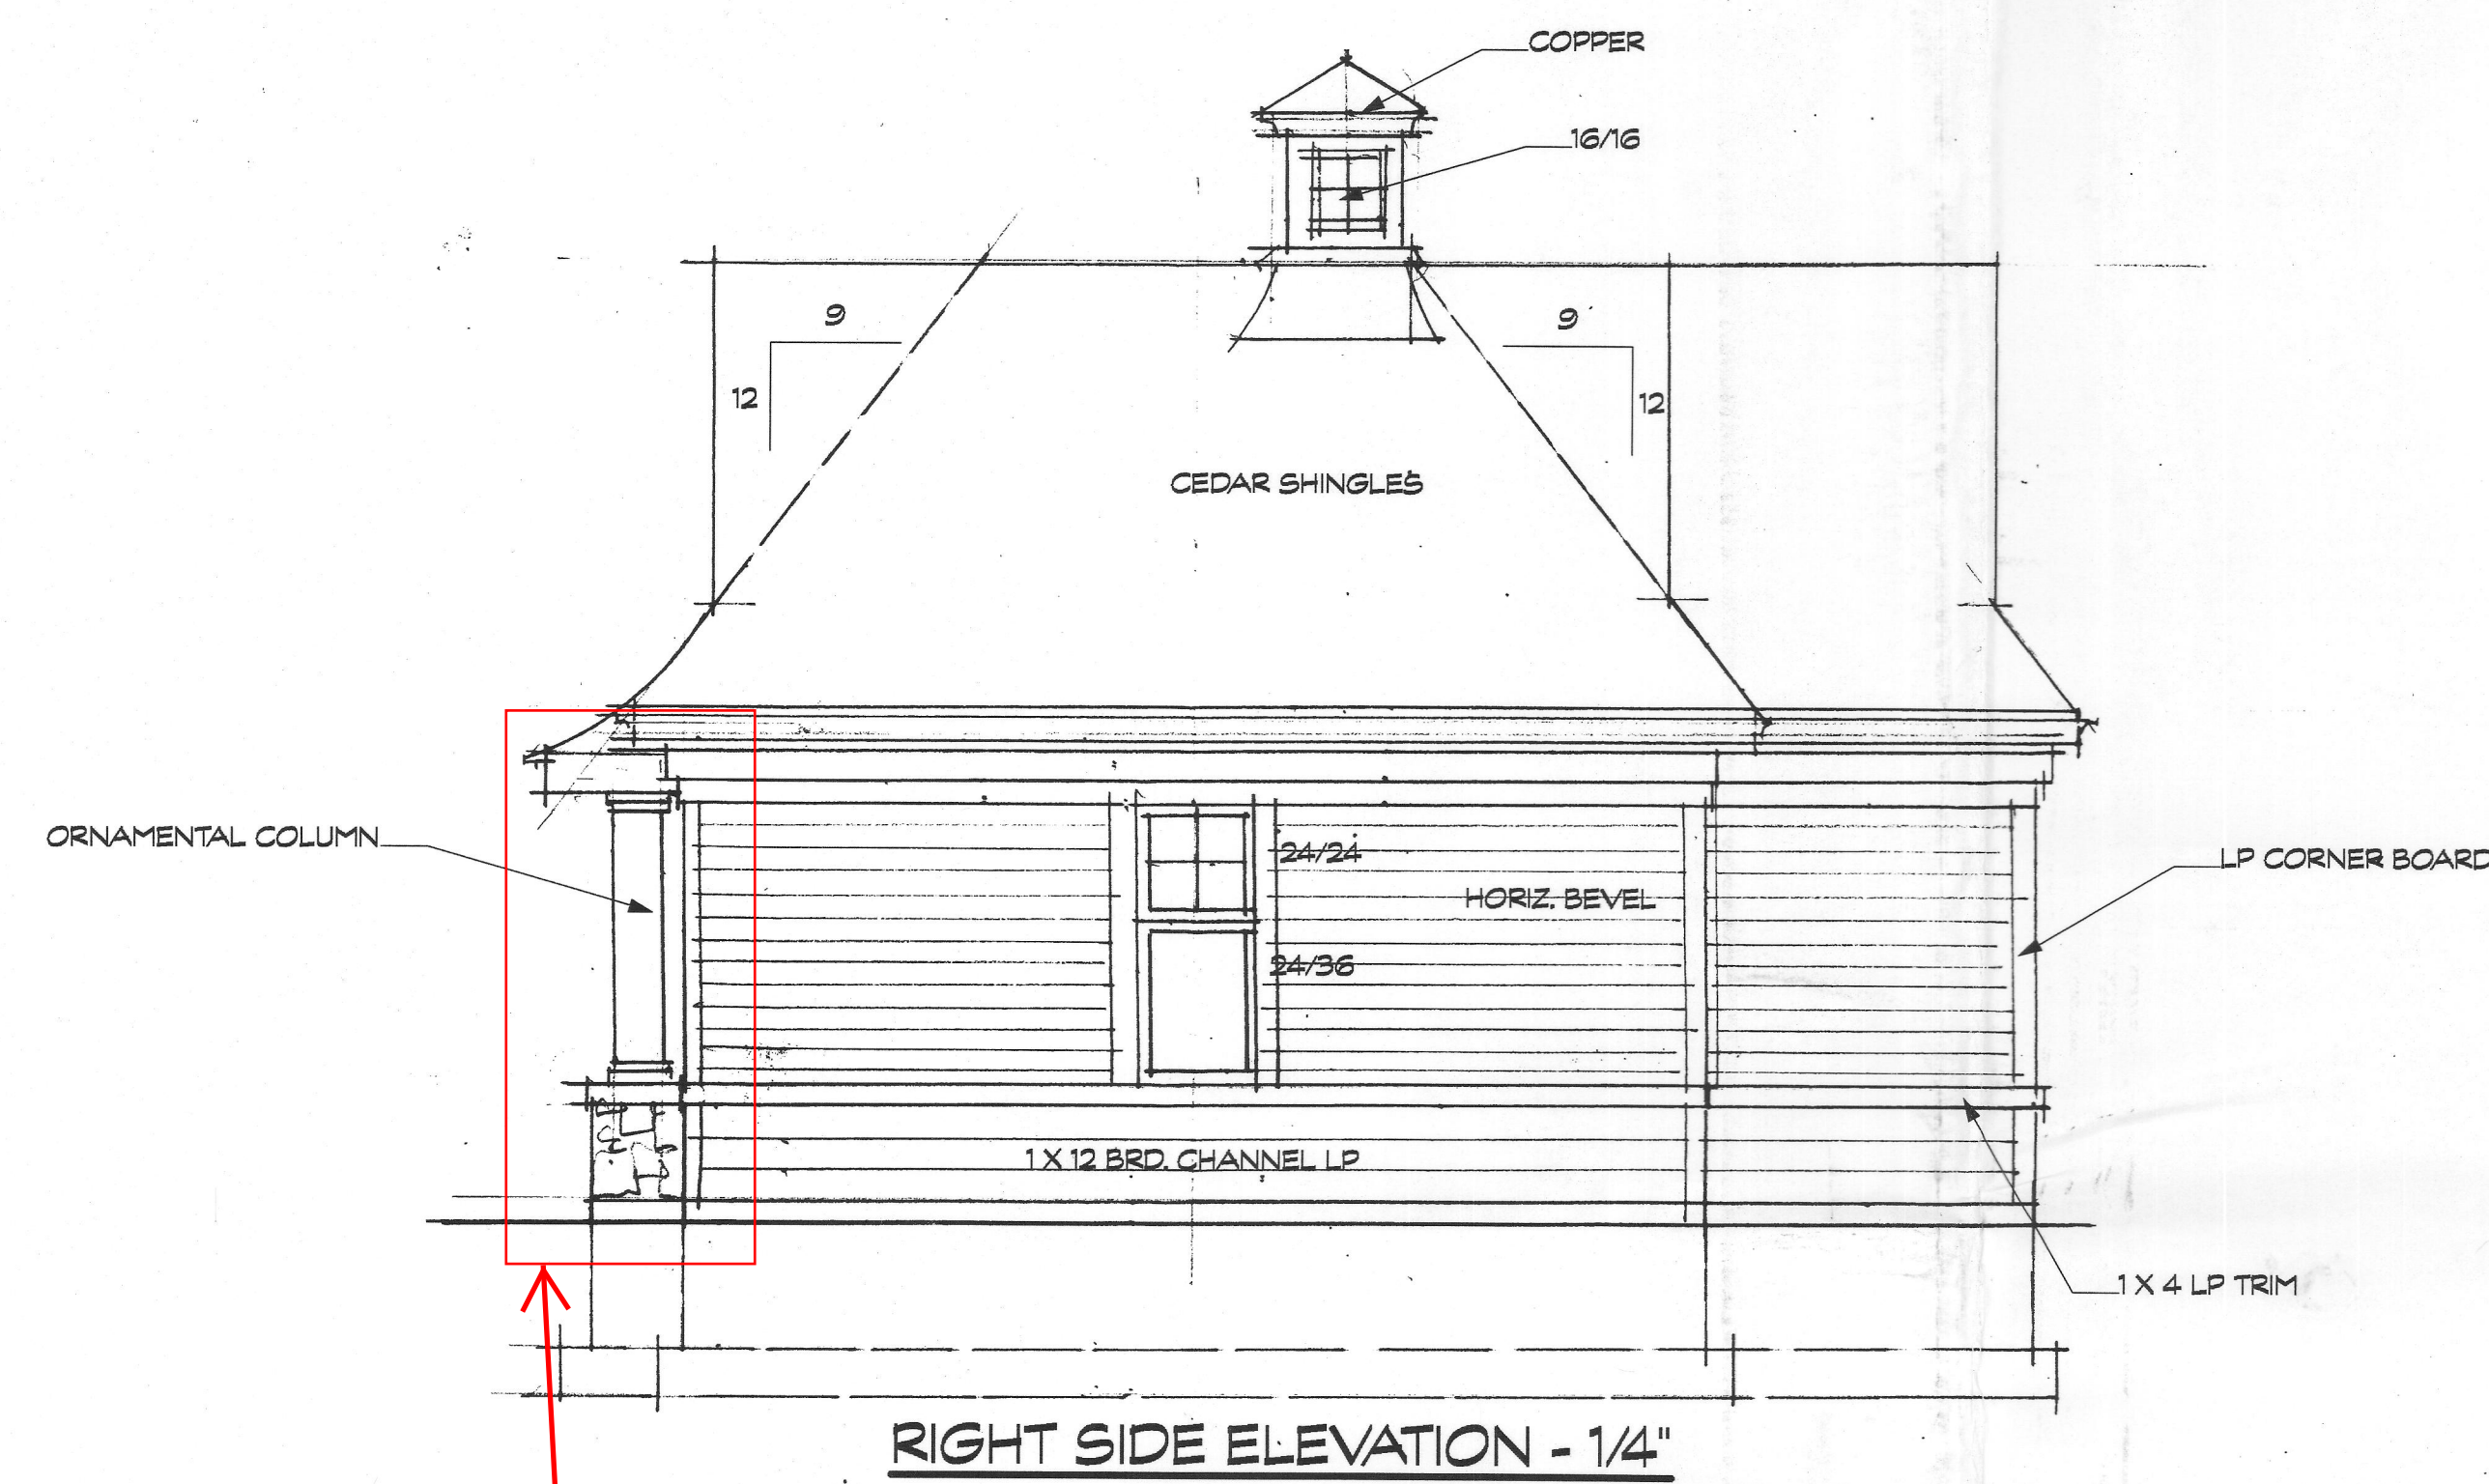 COPPER
16/16
9
9
12
12
CEDAR SHINGLES
ORNAMENTAL COLUMN
24/24
LP CORNER BOARD
HORIZ. BEVEL
24/36
1 X 12 BRD. CHANNEL LP
1 X 4 LP TRIM
RIGHT SIDE ELEVATION - 1/4"